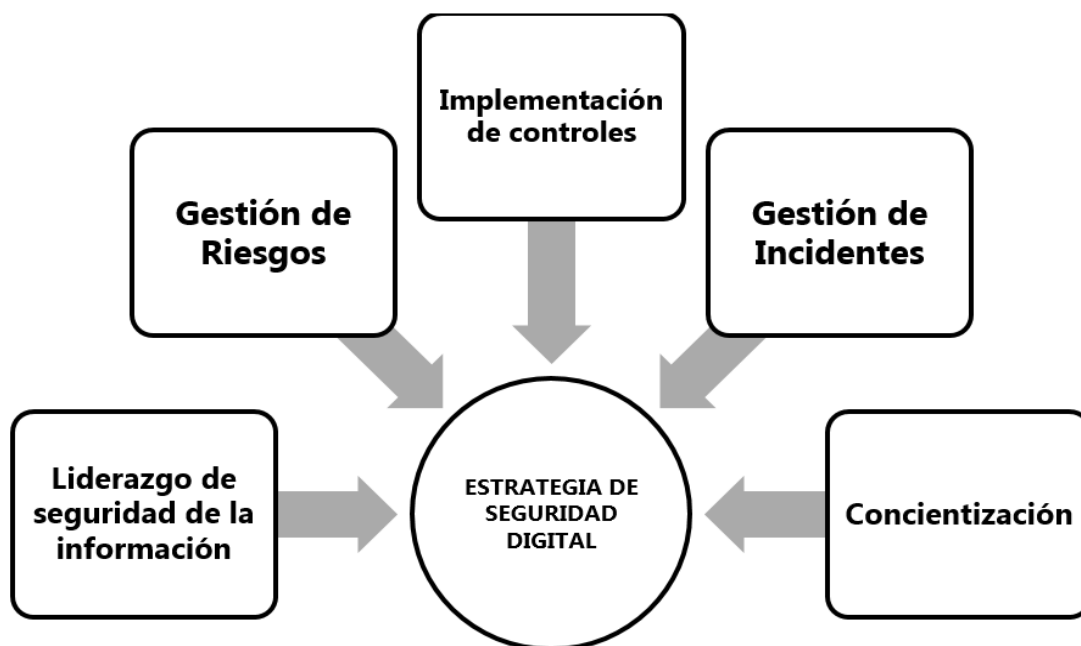 Implementación
de controles
Gestión de
Riesgos
Gestión de
Incidentes
Liderazgo de
seguridad de la
información
ESTRATEGIA DE
SEGURIDAD
DIGITAL
Concientización